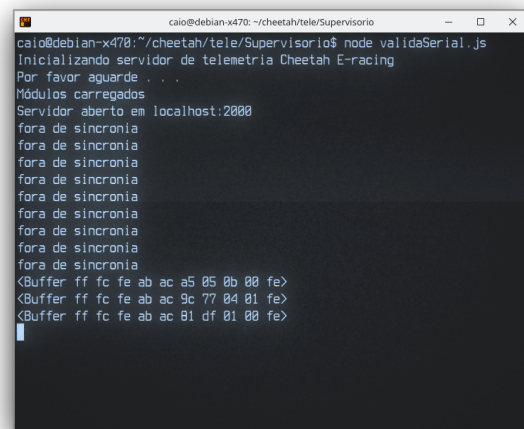 caio@debian-x470: ~/cheetah/tele/Supervisorio
caio@debian-x470:~/cheetah/tele/Supervisorio$ node validaSerial.js
Inicializando servidor de telemetria Cheetah E-racing
Por favor aguarde . . .
Módulos carregados
Servidor aberto em localhost:2000
fora de sincronia
fora de sincronia
fora de sincronia
fora de sincronia
fora de sincronia
fora de sincronia
fora de sincronia
fora de sincronia
fora de sincronia
<Buffer ff fc fe ab ac a5 05 0b 00 fe>
<Buffer ff fc fe ab ac 9c 77 04 01 fe>
<Buffer ff fc fe ab ac 81 df 01 00 fe>